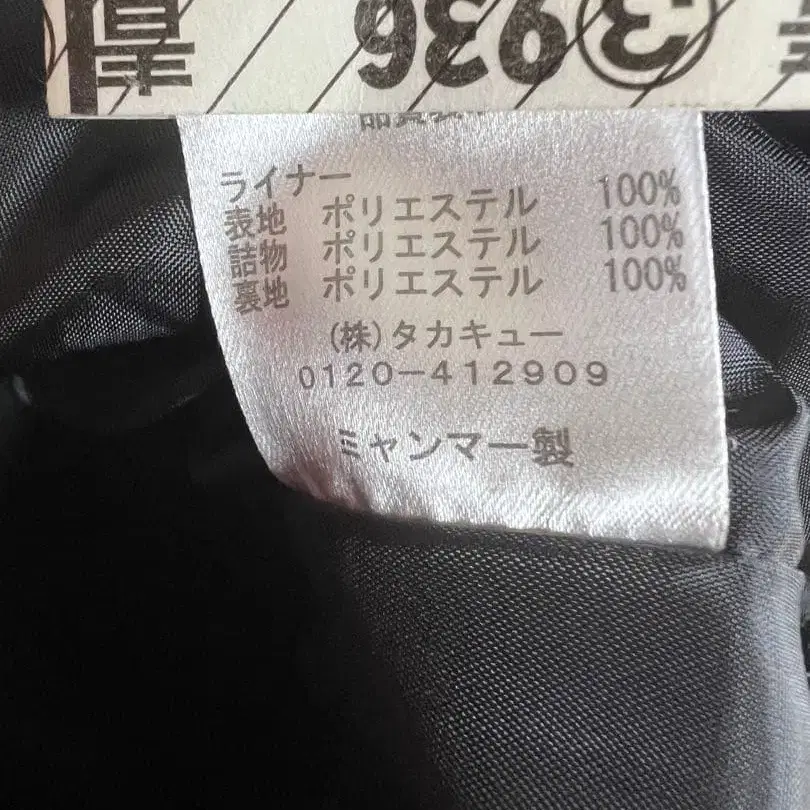 3 936
ライナー
表地 ポリエステル 100%
詰物 ポリエステル 100%
裏地 ポリエステル 100%
(株)タカキュー
0120-412909
ミャンマー製